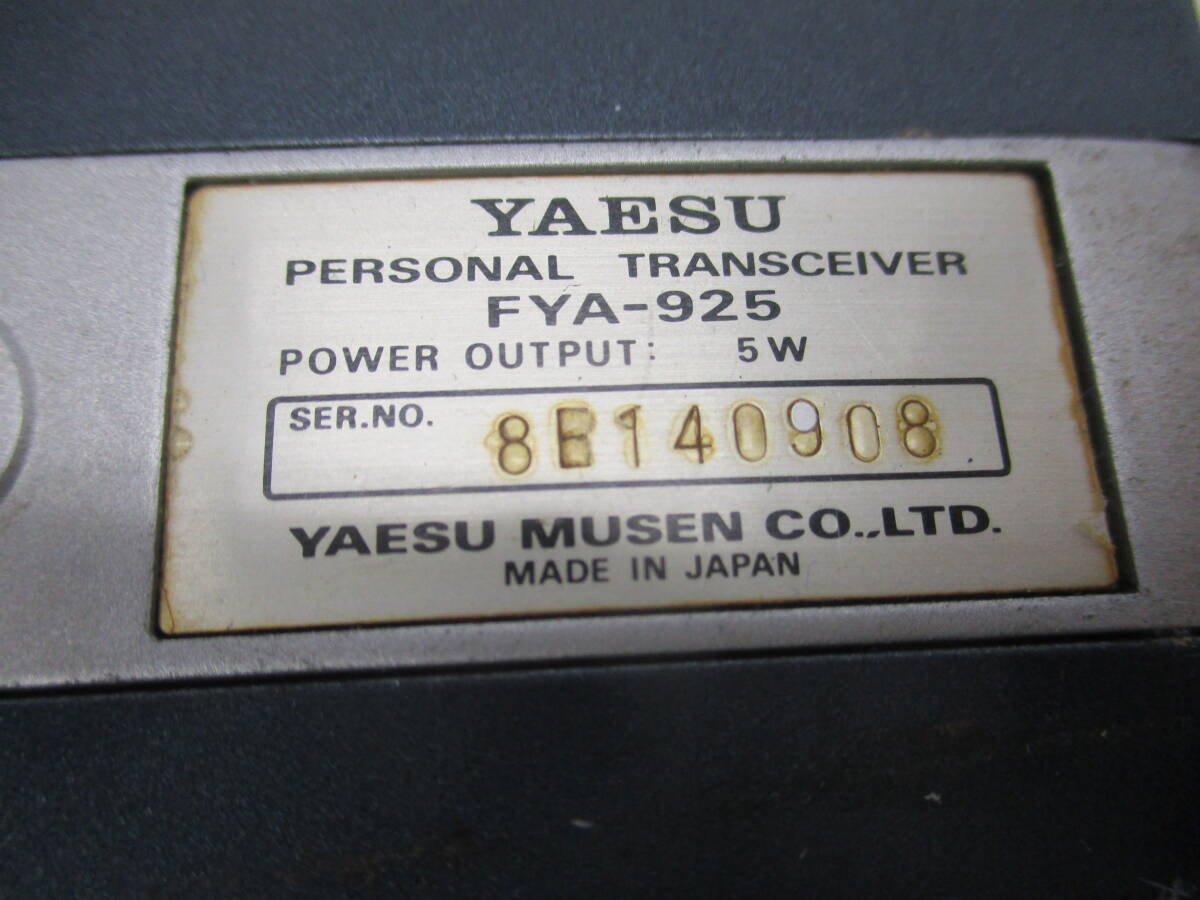 YAESU
PERSONAL TRANSCEIVER
FYA-925
POWER OUTPUT: 5W
SER.NO. 8E140908
YAESU MUSEN CO.,LTD.
MADE IN JAPAN